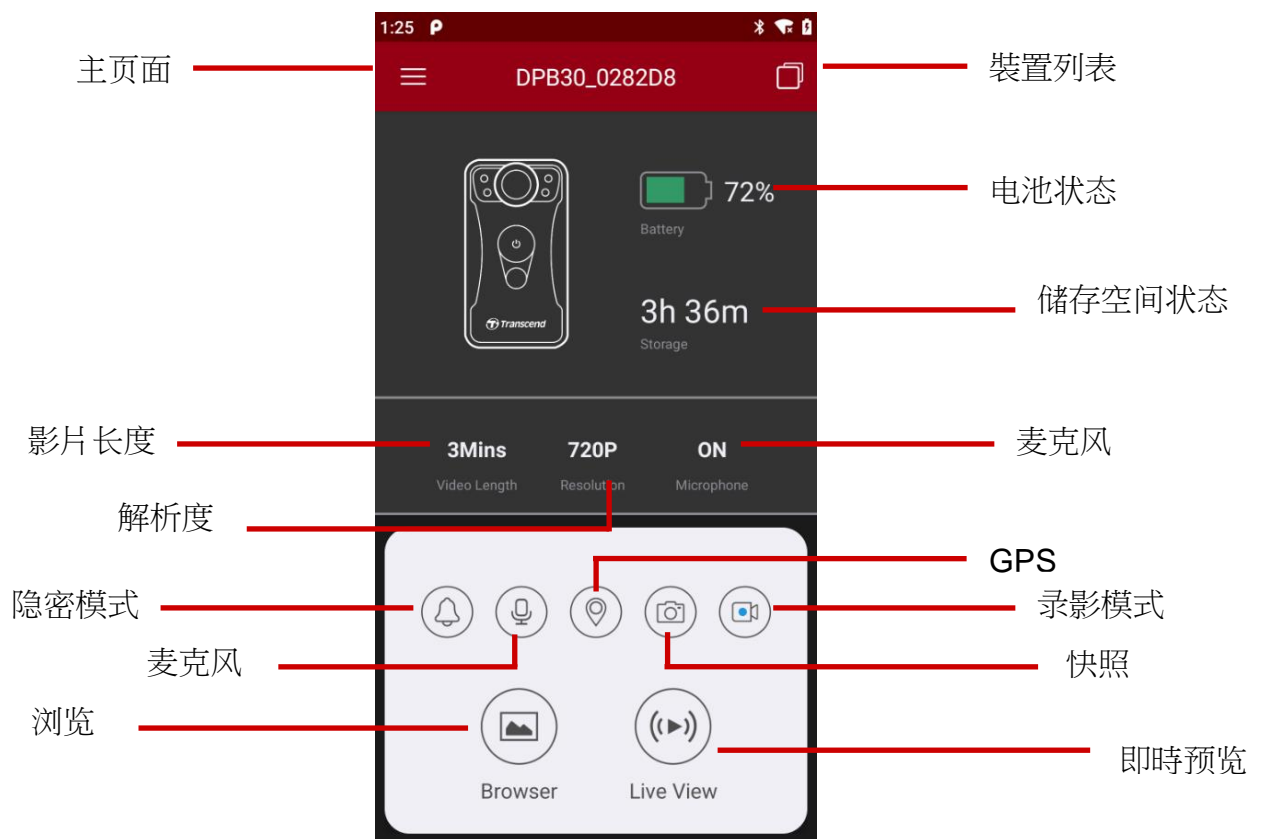 1:25
主页面
DPB30_0282D8
裝置列表
72%
电池状态
Battery
3h 36m
储存空间状态
Storage
Transcend
影片长度
3Mins
720P
ON
麦克风
Video Length
Resolution
Microphone
解析度
GPS
隐密模式
录影模式
麦克风
快照
浏览
即時预览
Browser
Live View